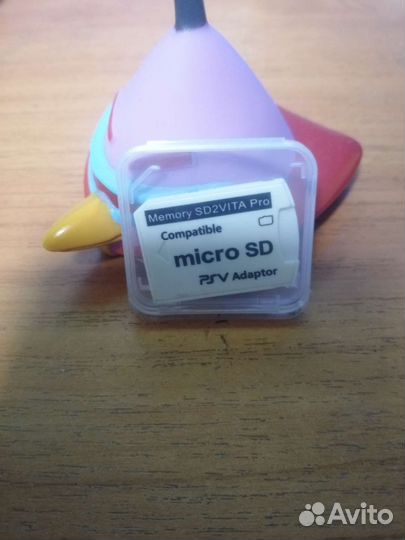 Memory SD2VITA Pro
Compatible
micro SD
PSV Adaptor
Avito